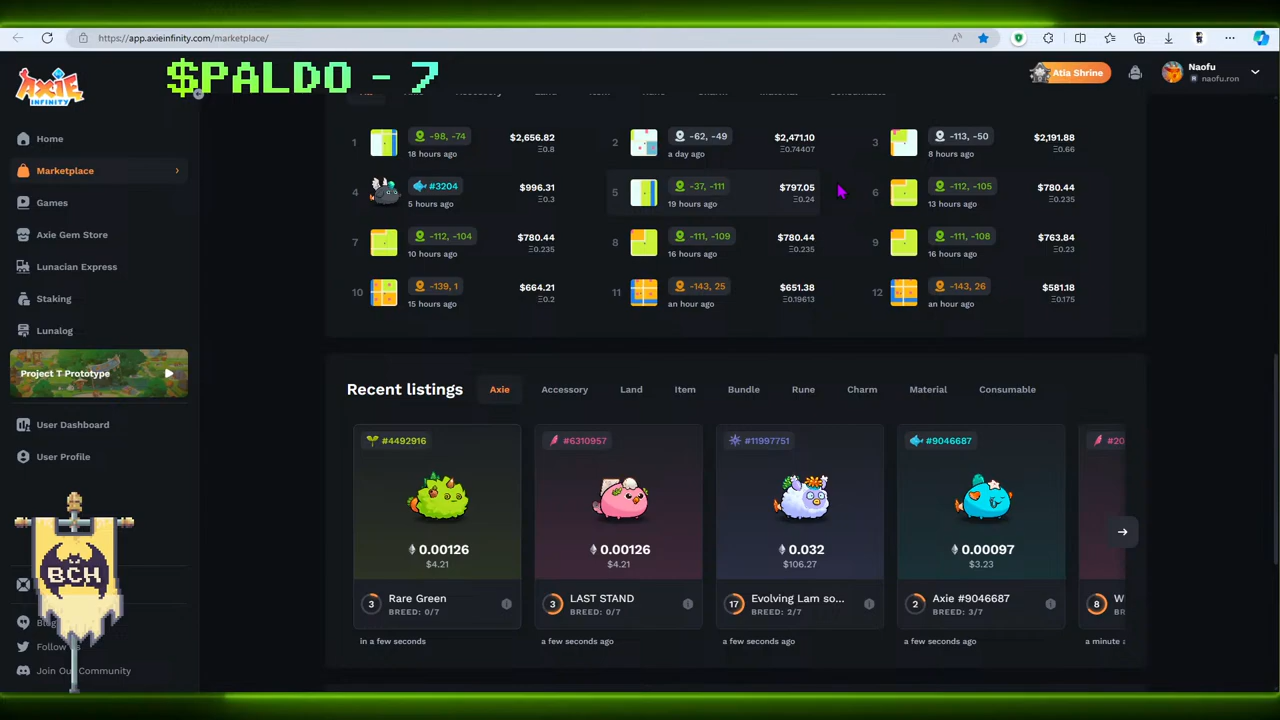 https://app.axieinfinity.com/marketplace/
AXIE
INFINITY
$PALDO - 7
Atia Shrine
Naofu
naofu.ron
Home
Marketplace
Games
Axie Gem Store
Lunacian Express
Staking
Lunalog
Project T Prototype
User Dashboard
User Profile
BCH
Follow
Join Our Community
1 -98, -74 $2,656.82
18 hours ago Ξ0.8
2 -62, -49 $2,471.10
a day ago Ξ0.74407
3 -113, -50 $2,191.88
8 hours ago Ξ0.66
4 #3204 $996.31
5 hours ago Ξ0.3
5 -37, -111 $797.05
19 hours ago Ξ0.24
6 -112, -105 $780.44
13 hours ago Ξ0.235
7 -112, -104 $780.44
10 hours ago Ξ0.235
8 -111, -109 $780.44
16 hours ago Ξ0.235
9 -111, -108 $763.84
16 hours ago Ξ0.23
10 -139, 1 $664.21
15 hours ago Ξ0.2
11 -143, 25 $651.38
an hour ago Ξ0.19613
12 -143, 26 $581.18
an hour ago Ξ0.175
Recent listings Axie Accessory Land Item Bundle Rune Charm Material Consumable
#4492916
0.00126
$4.21
3 Rare Green
BREED: 0/7
in a few seconds
#6310957
0.00126
$4.21
3 LAST STAND
BREED: 0/7
a few seconds ago
#11997751
0.032
$106.27
17 Evolving Lam so...
BREED: 2/7
a few seconds ago
#9046687
0.00097
$3.23
2 Axie #9046687
BREED: 3/7
a few seconds ago
#20
8 W
B
a minute a